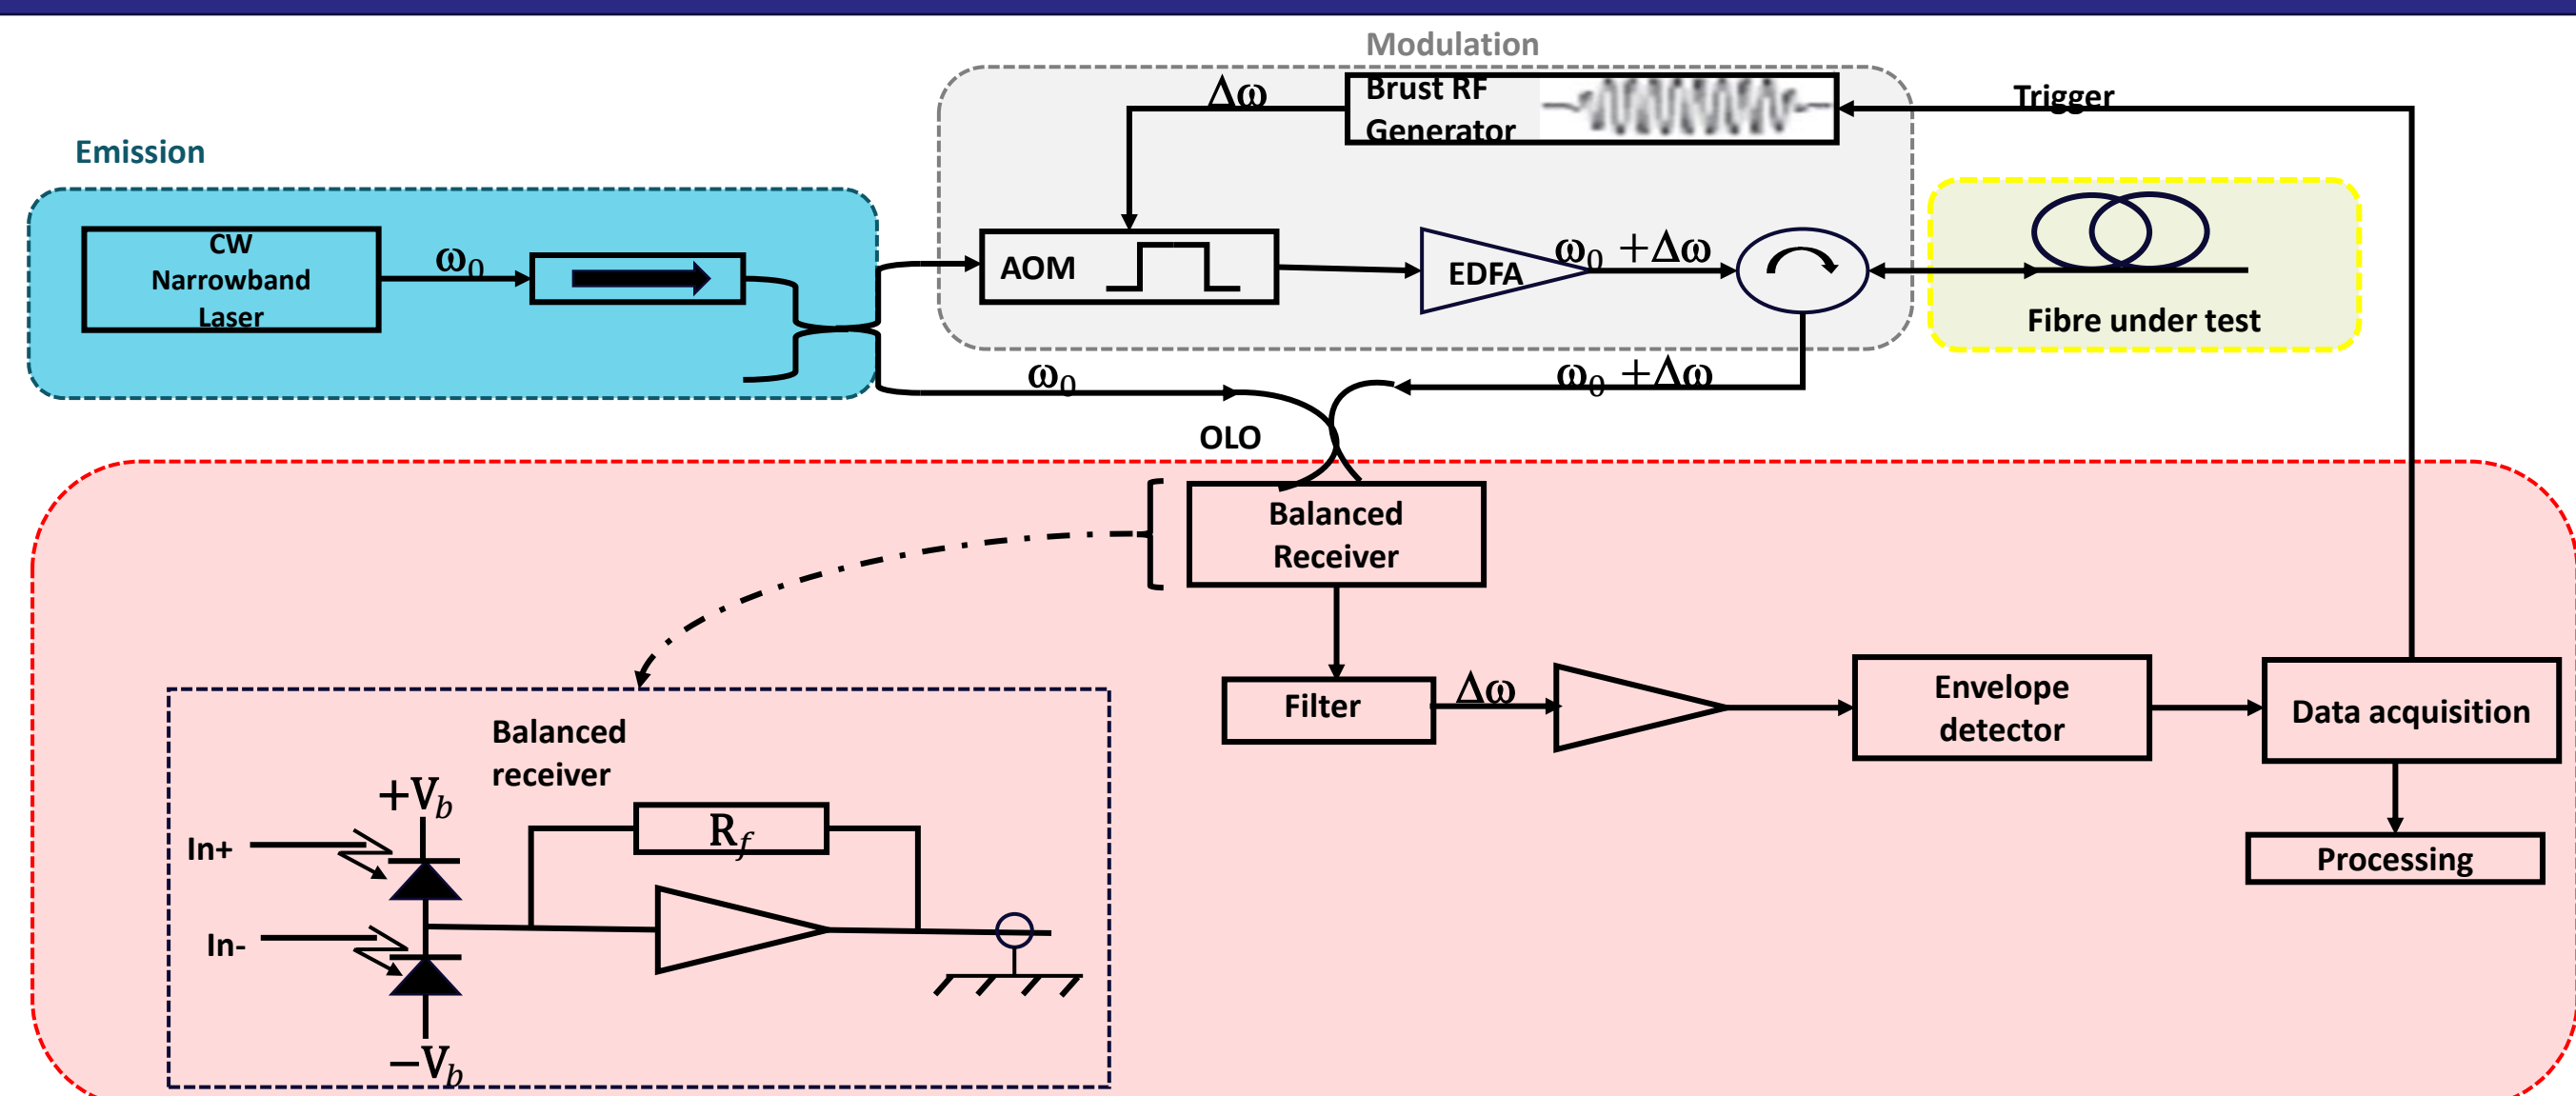 Modulation
Δω
Brust RF
Generator
Trigger
Emission
CW
Narrowband
Laser
ω0
AOM
EDFA
ω0 +Δω
Fibre under test
ω0
ω0 +Δω
OLO
Balanced
Receiver
Filter
Δω
Envelope
detector
Data acquisition
Processing
Balanced
receiver
+Vb
In+
Rf
In-
−Vb